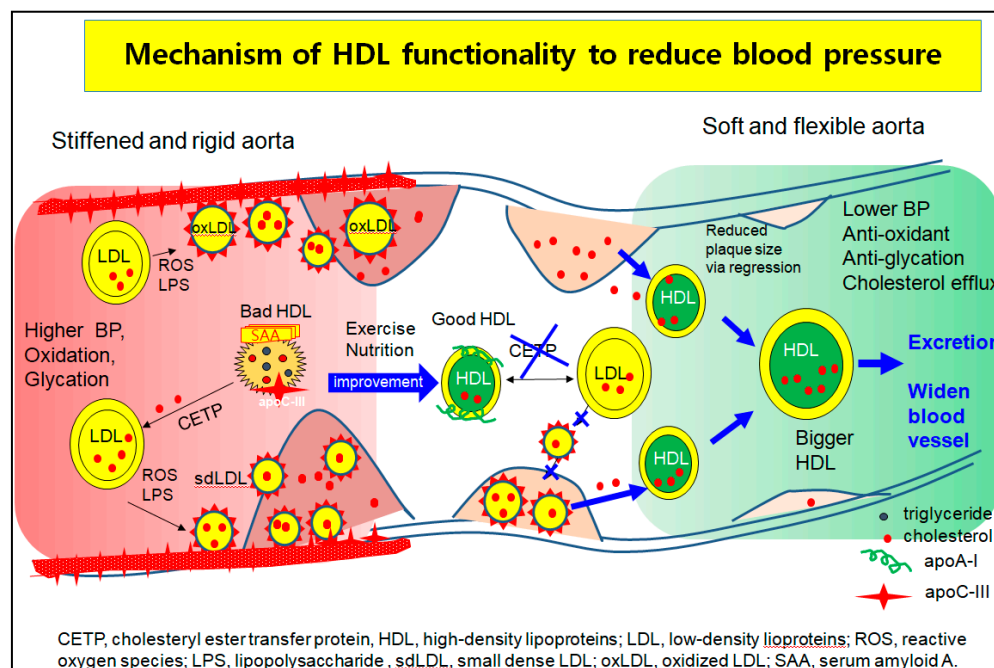 Mechanism of HDL functionality to reduce blood pressure
Stiffened and rigid aorta
Soft and flexible aorta
LDL
ROS
LPS
oxLDL
oxLDL
Higher BP,
Oxidation,
Glycation
Bad HDL
SAA
apoC-III
CETP
LDL
ROS
LPS
sdLDL
Exercise
Nutrition
improvement
Good HDL
HDL
CETP
LDL
Reduced
plaque size
via regression
HDL
HDL
HDL
Bigger
HDL
Lower BP
Anti-oxidant
Anti-glycation
Cholesterol efflux
Excretion
Widen
blood
vessel
triglyceride
cholesterol
apoA-I
apoC-III
CETP, cholesteryl ester transfer protein, HDL, high-density lipoproteins; LDL, low-density lioproteins; ROS, reactive
oxygen species; LPS, lipopolysaccharide , sdLDL, small dense LDL; oxLDL, oxidized LDL; SAA, serum amyloid A.